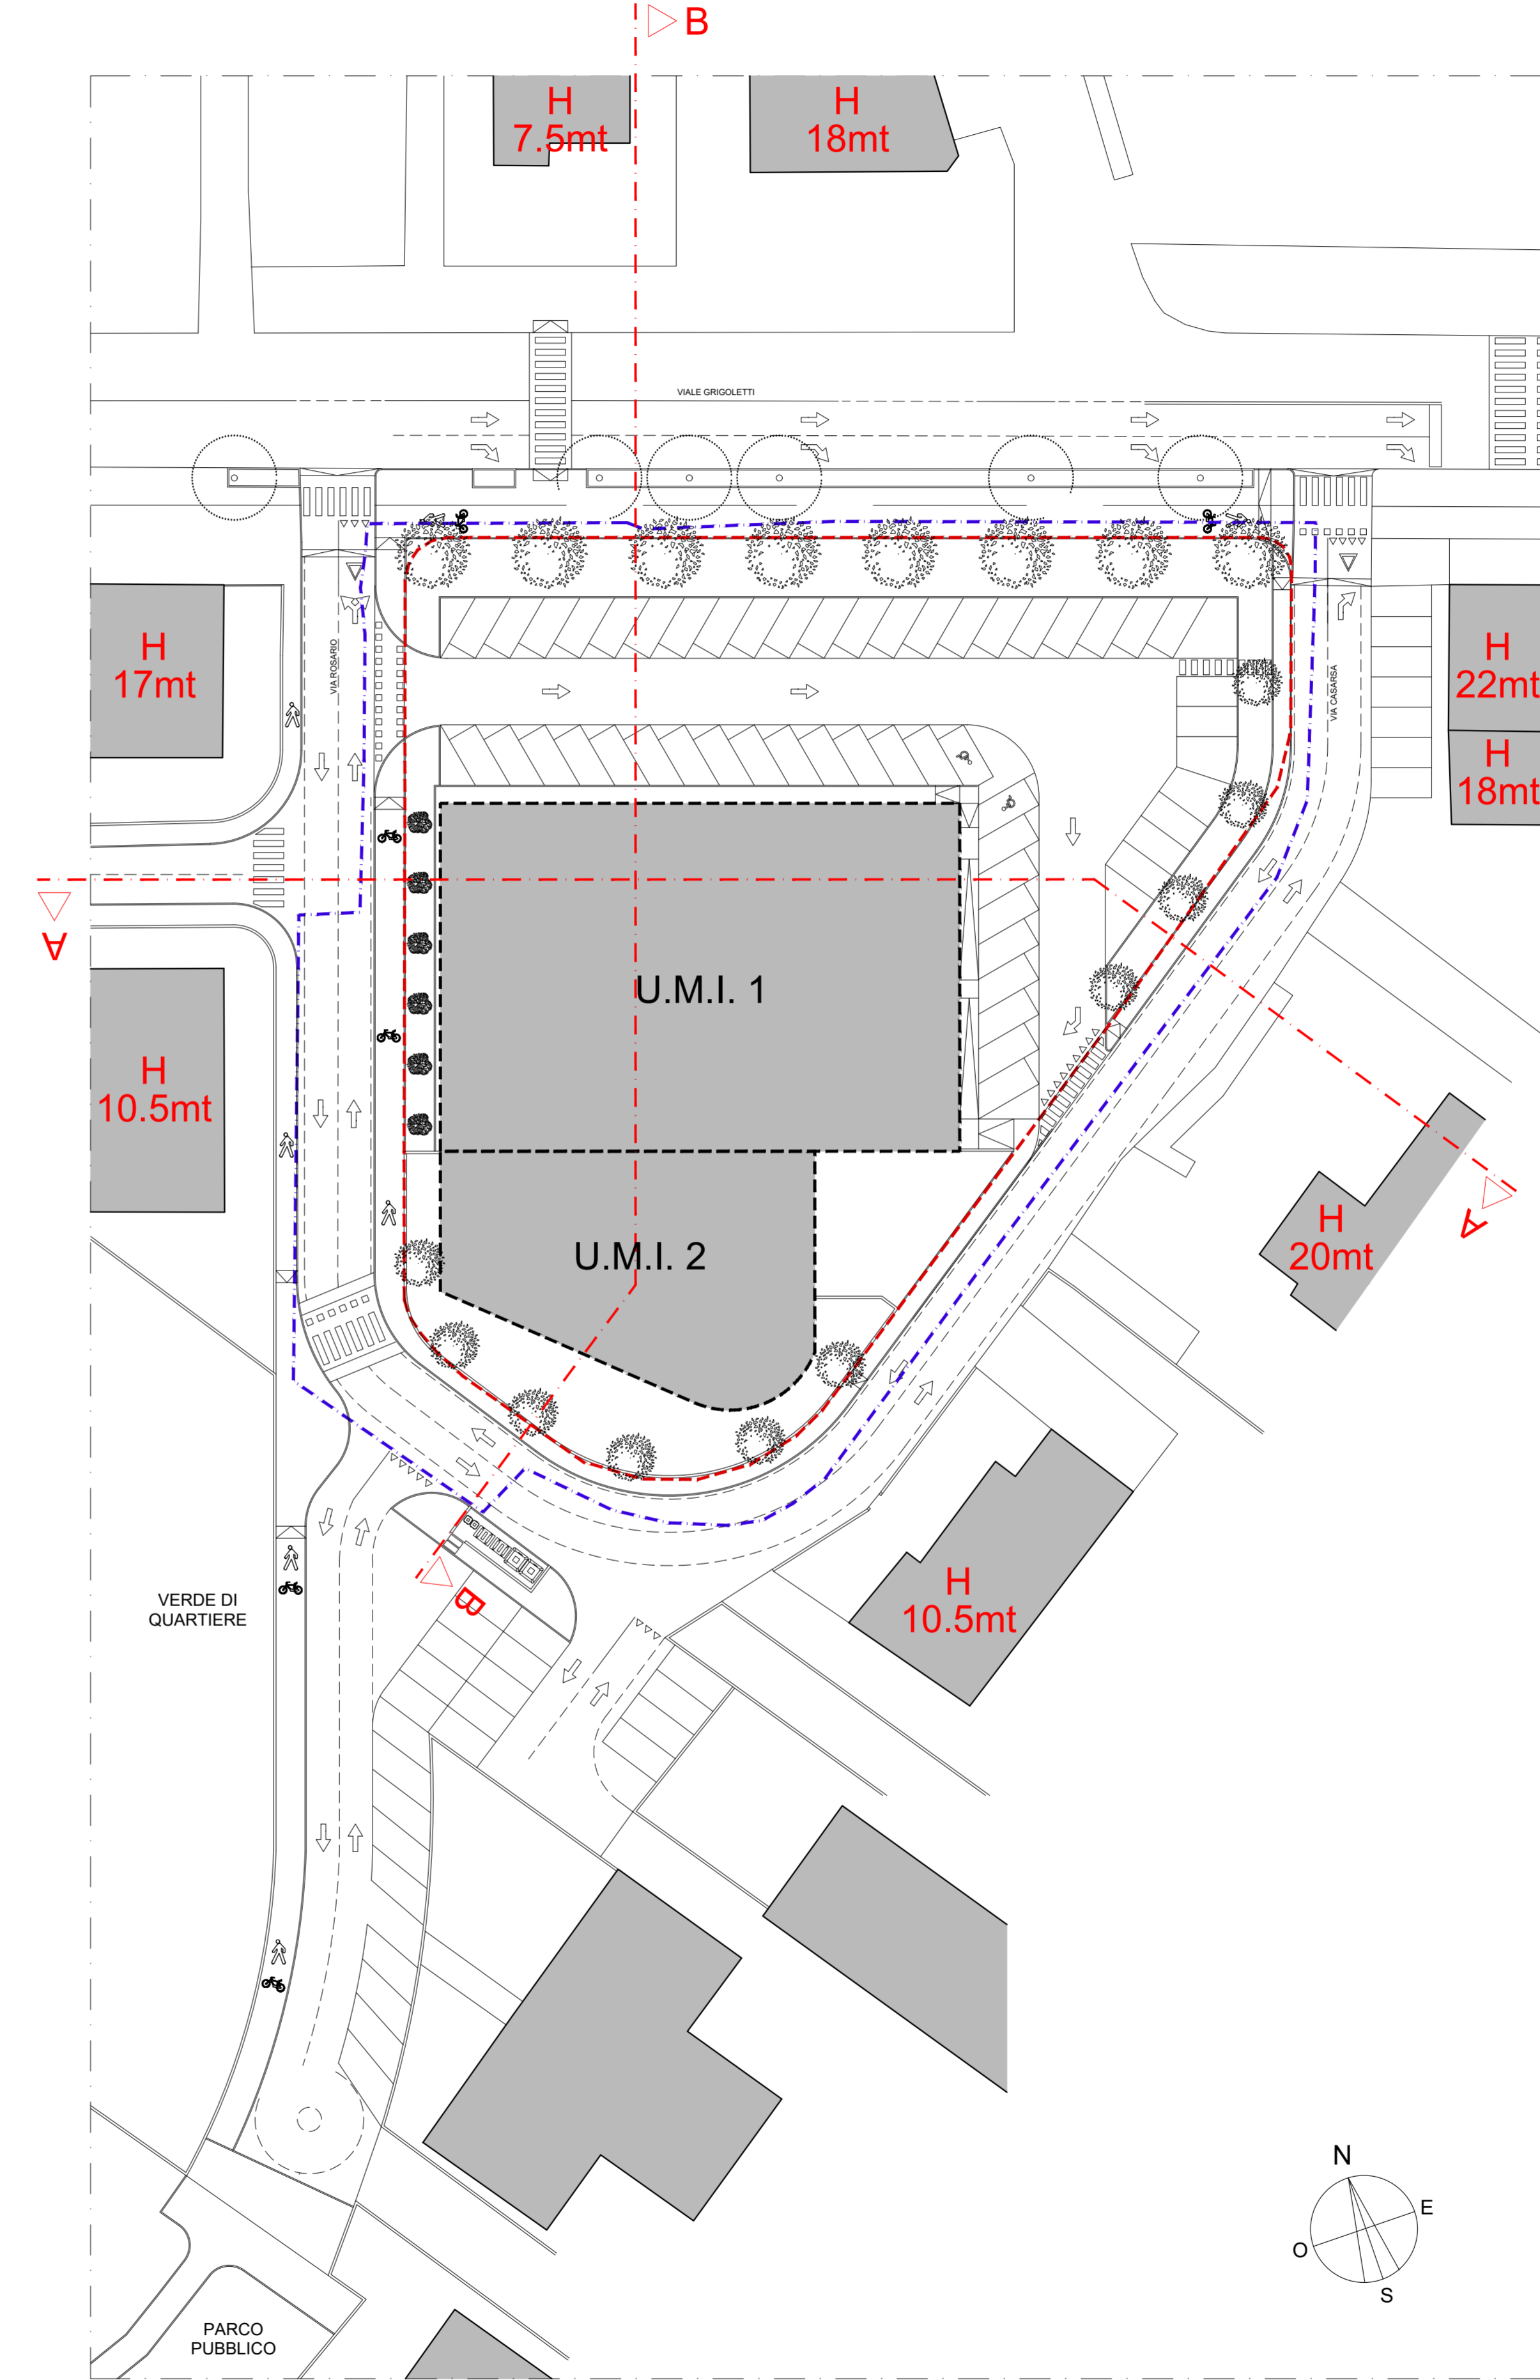 B
H
7.5mt
H
18mt
VIALE GRIGOLETTI
H
17mt
VIA ROSARIO
VIA CASARSA
H
22mt
H
18mt
A
U.M.I. 1
H
10.5mt
A
H
20mt
U.M.I. 2
H
10.5mt
B
VERDE DI
QUARTIERE
N
E
O
S
PARCO
PUBBLICO